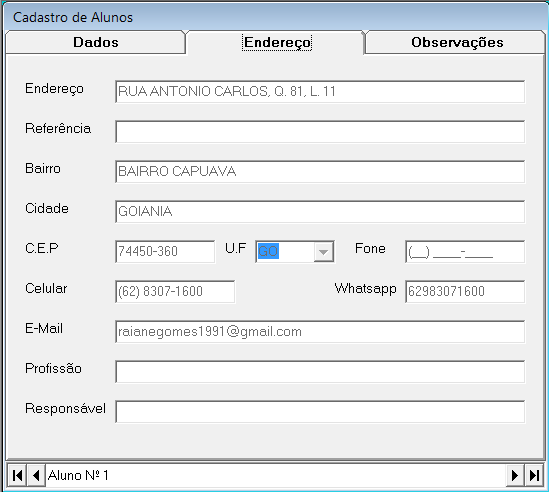 Cadastro de Alunos
Dados Endereço Observações
Endereço RUA ANTONIO CARLOS, Q. 81, L. 11
Referência
Bairro BAIRRO CAPUAVA
Cidade GOIANIA
C.E.P 74450-360 U.F GO Fone (__) ____-____
Celular (62) 8307-1600 Whatsapp 62983071600
E-Mail raianegomes1991@gmail.com
Profissão
Responsável
Aluno Nº 1